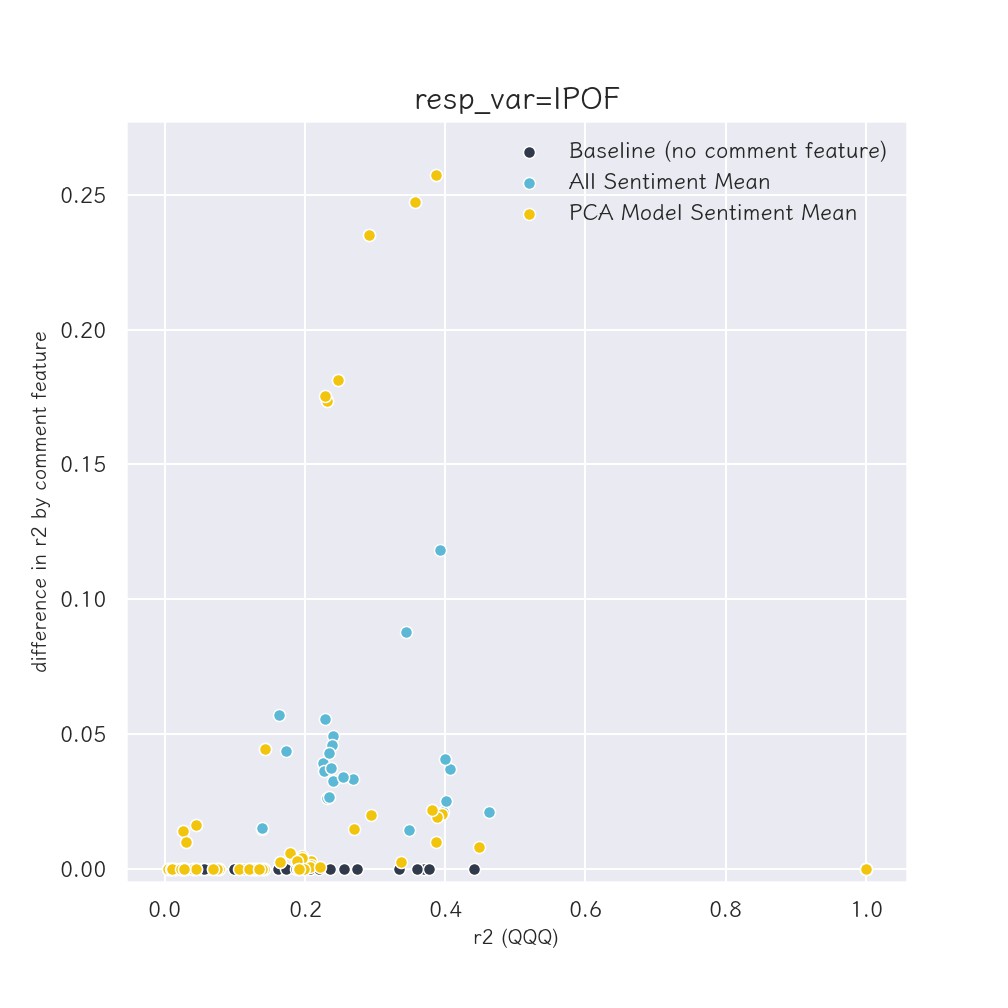 resp_var=IPOF
Baseline (no comment feature)
All Sentiment Mean
PCA Model Sentiment Mean
difference in r2 by comment feature
0.25
0.20
0.15
0.10
0.05
0.00
0.0 0.2 0.4 0.6 0.8 1.0
r2 (QQQ)